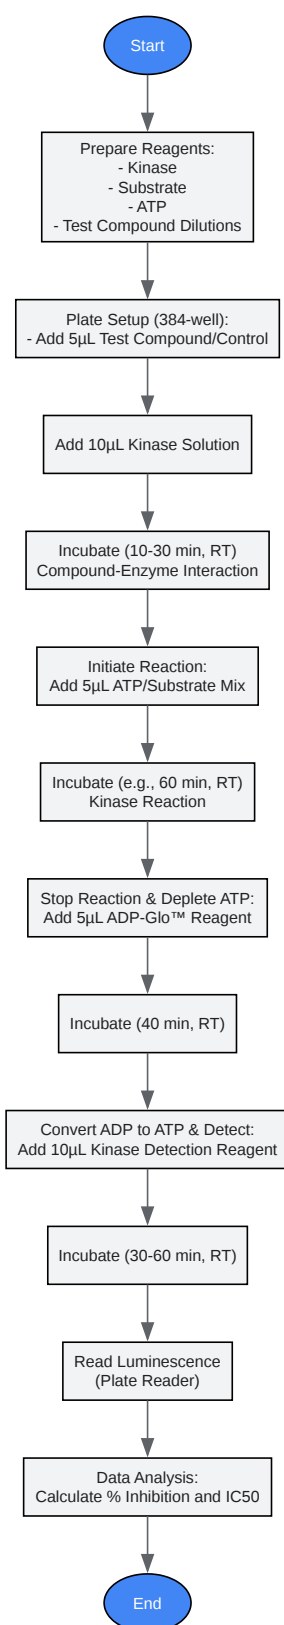 Start
Prepare Reagents:
- Kinase
- Substrate
- ATP
- Test Compound Dilutions
Plate Setup (384-well):
- Add 5µL Test Compound/Control
Add 10µL Kinase Solution
Incubate (10-30 min, RT)
Compound-Enzyme Interaction
Initiate Reaction:
Add 5µL ATP/Substrate Mix
Incubate (e.g., 60 min, RT)
Kinase Reaction
Stop Reaction & Deplete ATP:
Add 5µL ADP-Glo™ Reagent
Incubate (40 min, RT)
Convert ADP to ATP & Detect:
Add 10µL Kinase Detection Reagent
Incubate (30-60 min, RT)
Read Luminescence
(Plate Reader)
Data Analysis:
Calculate % Inhibition and IC50
End